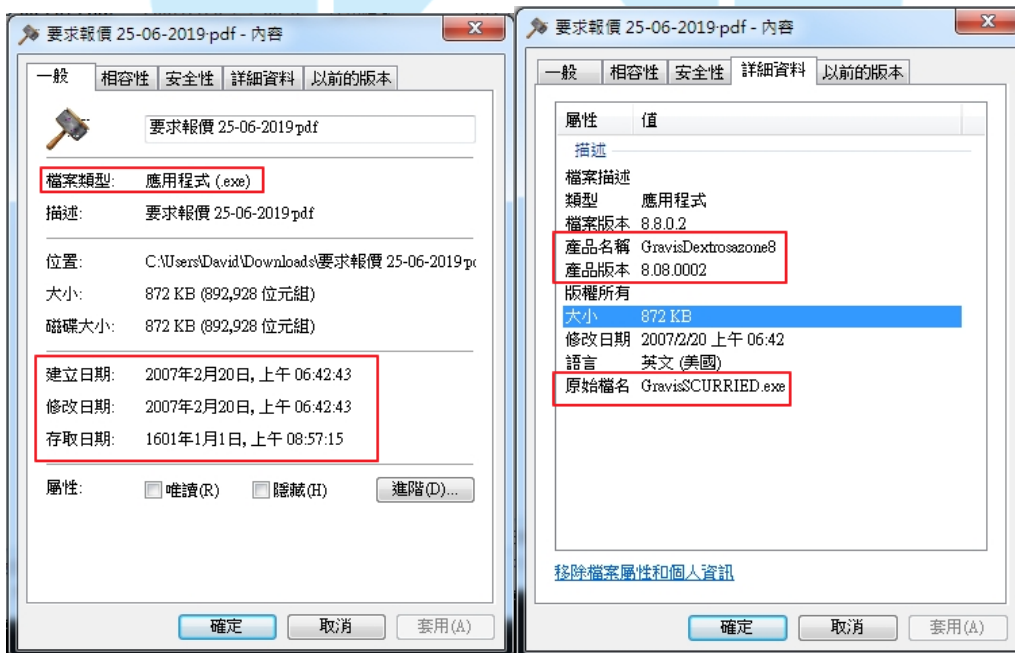 要求報價 25-06-2019·pdf - 內容
一般 相容性 安全性 詳細資料 以前的版本
要求報價 25-06-2019·pdf
檔案類型: 應用程式 (.exe)
描述: 要求報價 25-06-2019·pdf
位置: C:\Users\David\Downloads\要求報價 25-06-2019·
大小: 872 KB (892,928 位元組)
磁碟大小: 872 KB (892,928 位元組)
建立日期: 2007年2月20日, 上午 06:42:43
修改日期: 2007年2月20日, 上午 06:42:43
存取日期: 1601年1月1日, 上午 08:57:15
屬性: 唯讀(R) 隱藏(H) 進階(D)...
確定 取消 套用(A)
要求報價 25-06-2019·pdf - 內容
一般 相容性 安全性 詳細資料 以前的版本
屬性 值
描述
檔案描述
類型 應用程式
檔案版本 8.8.0.2
產品名稱 GravisDextrosazone8
產品版本 8.08.0002
版權所有
大小 872 KB
修改日期 2007/2/20 上午 06:42
語言 英文 (美國)
原始檔名 GravisSCURRIED.exe
移除檔案屬性和個人資訊
確定 取消 套用(A)